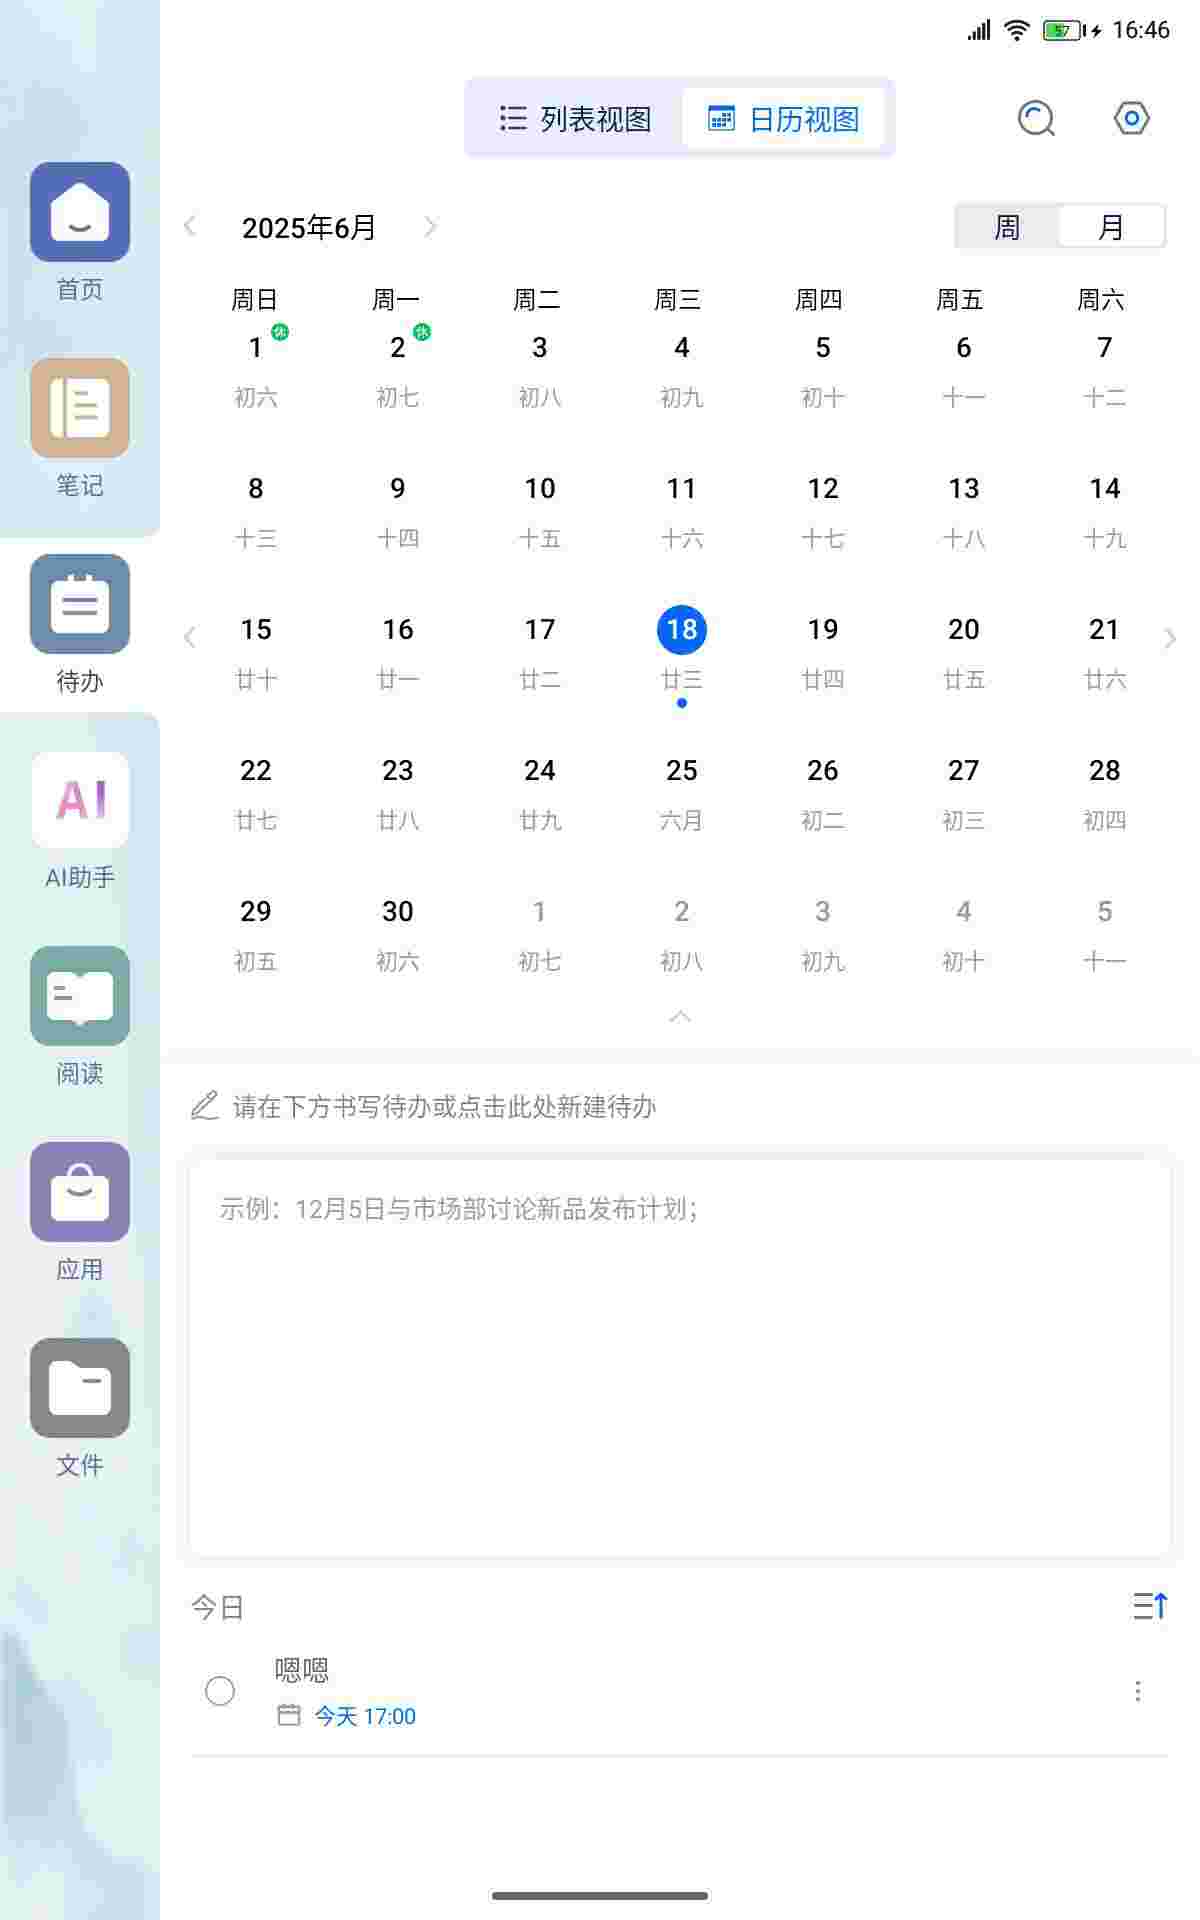 57 16:46
列表视图 日历视图
首页
笔记
待办
AI
AI助手
阅读
应用
文件
2025年6月
周 月
周日 周一 周二 周三 周四 周五 周六
1 休 2 休 3 4 5 6 7
初六 初七 初八 初九 初十 十一 十二
8 9 10 11 12 13 14
十三 十四 十五 十六 十七 十八 十九
15 16 17 18 19 20 21
廿十 廿一 廿二 廿三 廿四 廿五 廿六
22 23 24 25 26 27 28
廿七 廿八 廿九 六月 初二 初三 初四
29 30 1 2 3 4 5
初五 初六 初七 初八 初九 初十 十一
请在下方书写待办或点击此处新建待办
示例：12月5日与市场部讨论新品发布计划；
今日
嗯嗯
今天 17:00